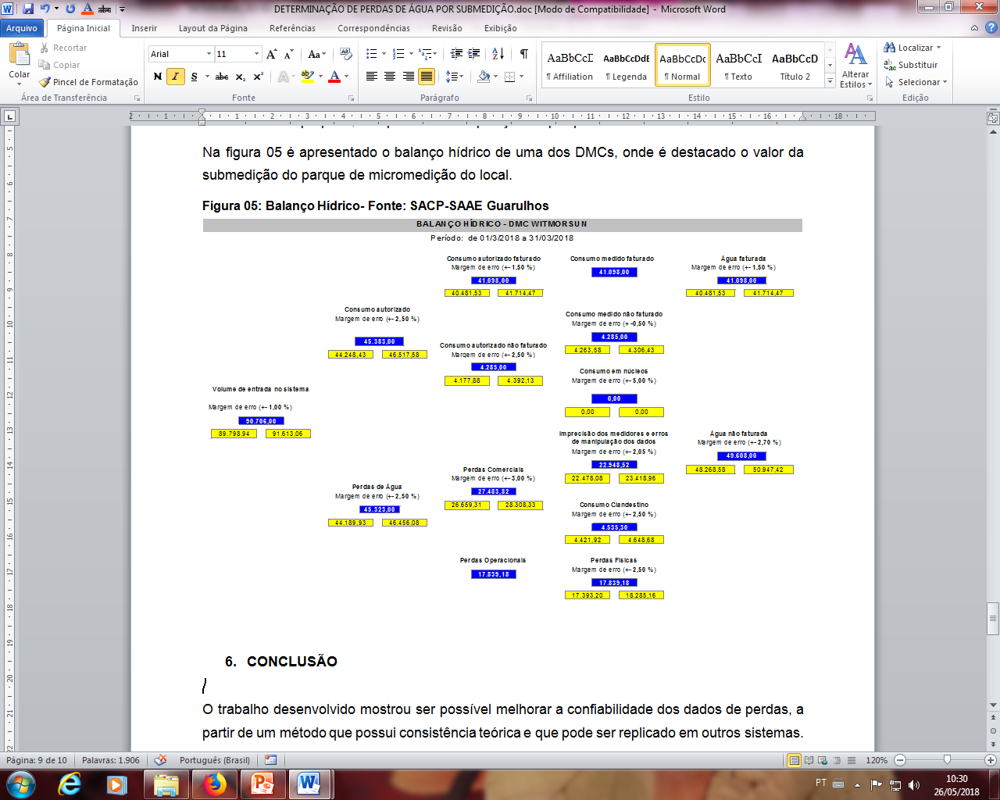 DETERMINAÇÃO DE PERDAS DE ÁGUA POR SUBMEDIÇÃO.doc [Modo de Compatibilidade] - Microsoft Word
Arquivo Página Inicial Inserir Layout da Página Referências Correspondências Revisão Exibição
Colar
Recortar
Copiar
Pincel de Formatação
Área de Transferência
Arial 11
Fonte
Parágrafo
AaBbCcI AaBbCcDdE AaBbCcDc AaBbCcI AaBbCcD
¶ Affiliation ¶ Legenda ¶ Normal ¶ Texto Título 2
Alterar Estilos
Estilo
Localizar
Substituir
Selecionar
Edição
Na figura 05 é apresentado o balanço hídrico de uma dos DMCs, onde é destacado o valor da
submedição do parque de micromedição do local.
Figura 05: Balanço Hídrico- Fonte: SACP-SAAE Guarulhos
BALANÇO HÍDRICO - DMC WITMORSUN
Período: de 01/3/2018 a 31/03/2018
Volume de entrada no sistema
Margem de erro (+- 1,00 %)
90.706,00
89.798,94 91.613,06
Consumo autorizado
Margem de erro (+- 2,50 %)
45.383,00
44.248,43 46.517,58
Perdas de Água
Margem de erro (+- 2,50 %)
45.323,00
44.189,93 46.456,08
Consumo autorizado faturado
Margem de erro (+- 1,50 %)
41.098,00
40.481,53 41.714,47
Consumo autorizado não faturado
Margem de erro (+- 2,50 %)
4.285,00
4.177,88 4.392,13
Perdas Comerciais
Margem de erro (+- 3,00 %)
27.483,82
26.659,31 28.308,33
Perdas Operacionais
17.839,18
Consumo medido faturado
41.098,00
Consumo medido não faturado
Margem de erro (+ -0,50 %)
4.285,00
4.263,58 4.306,43
Consumo em núcleos
Margem de erro (+- 5,00 %)
0,00
0,00 0,00
Imprecisão dos medidores e erros
de manipulação dos dados
Margem de erro (+- 2,05 %)
22.948,52
22.478,08 23.418,96
Consumo Clandestino
Margem de erro (+- 2,50 %)
4.535,30
4.421,92 4.648,68
Perdas Físicas
Margem de erro (+- 2,50 %)
17.839,18
17.393,20 18.285,16
Água faturada
Margem de erro (+- 1,50 %)
41.098,00
40.481,53 41.714,47
Água não faturada
Margem de erro (+- 2,70 %)
49.608,00
48.268,58 50.947,42
6. CONCLUSÃO
O trabalho desenvolvido mostrou ser possível melhorar a confiabilidade dos dados de perdas, a
partir de um método que possui consistência teórica e que pode ser replicado em outros sistemas.
Página: 9 de 10 Palavras: 1.906 Português (Brasil) 120%
PT 10:30
26/05/2018